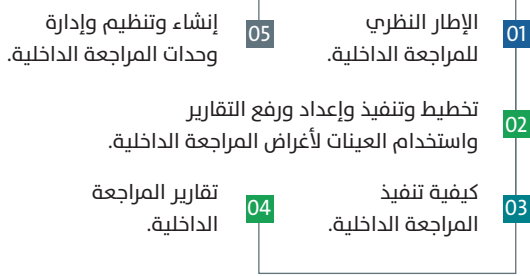 01
الإطار النظري
للمراجعة الداخلية.
02
تخطيط وتنفيذ وإعداد ورفع التقارير
واستخدام العينات لأغراض المراجعة الداخلية.
03
كيفية تنفيذ
المراجعة الداخلية.
04
تقارير المراجعة
الداخلية.
05
إنشاء وتنظيم وإدارة
وحدات المراجعة الداخلية.